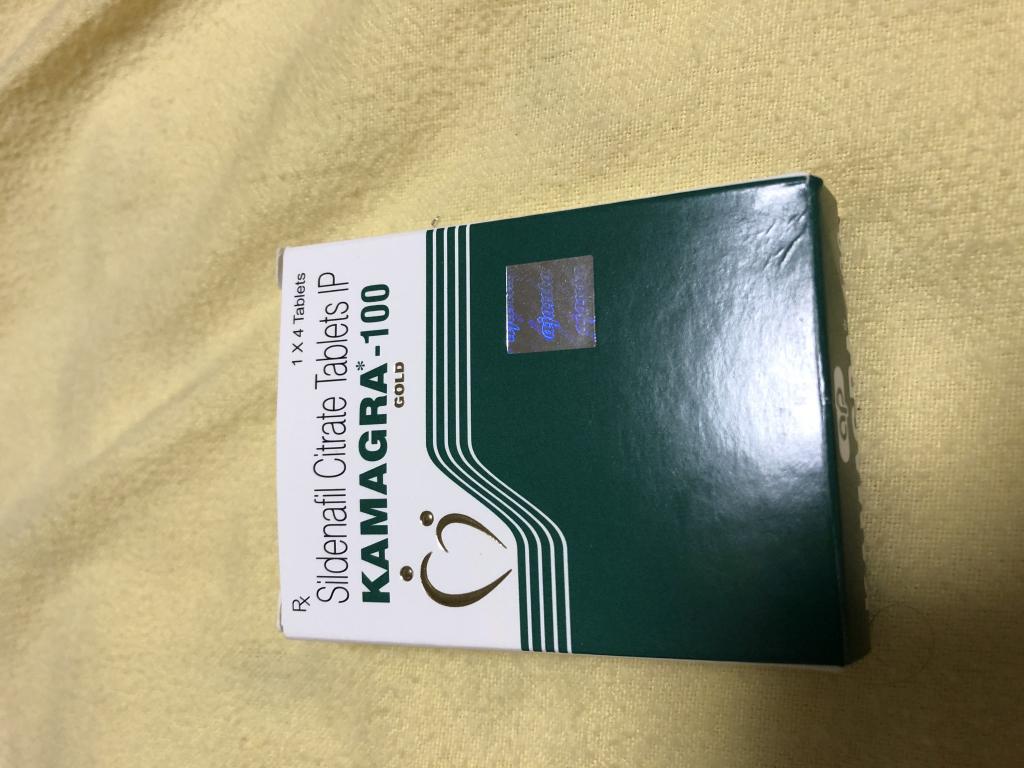 Rx
1 X 4 Tablets
Sildenafil Citrate Tablets IP
KAMAGRA*-100
GOLD